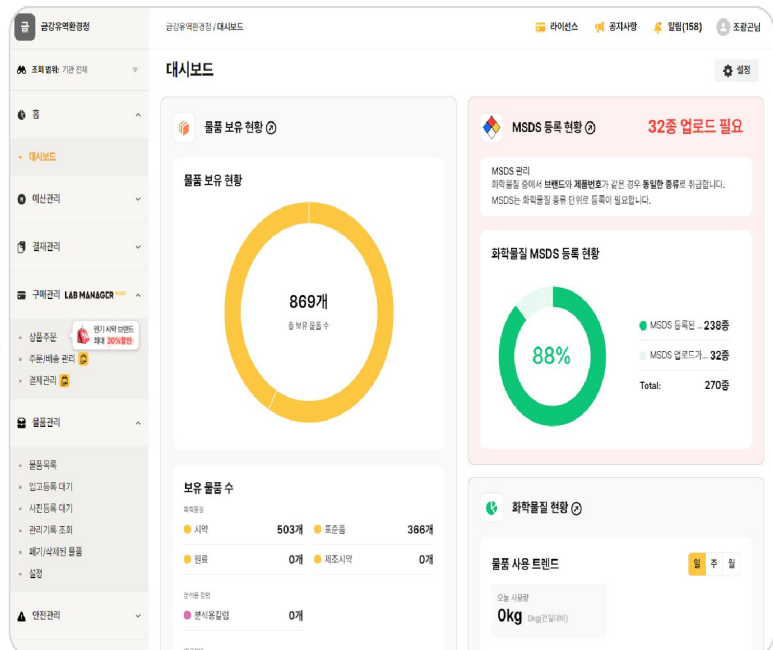 금
금강유역환경청
금강유역환경청 / 대시보드
라이선스
공지사항
알림(158)
조광곤님
조회 범위: 기관 전체
대시보드
설정
홈
대시보드
예산관리
결재관리
구매관리 LAB MANAGER
상품주문
인기 시약 브랜드
최대 20%할인
주문/배송 관리
결제관리
물품관리
물품목록
입고등록 대기
사진등록 대기
관리기록 조회
폐기/삭제된 물품
설정
안전관리
물품 보유 현황
물품 보유 현황
869개
총 보유 물품 수
보유 물품 수
화학물질
시약 503개
표준품 366개
원료 0개
제조시약 0개
분석용 칼럼
분석용칼럼 0개
MSDS 등록 현황
32종 업로드 필요
MSDS 관리
화학물질 중에서 브랜드와 제품번호가 같은 경우 동일한 종류로 취급합니다.
MSDS는 화학물질 종류 단위로 등록이 필요합니다.
화학물질 MSDS 등록 현황
88%
MSDS 등록된 ... 238종
MSDS 업로드가... 32종
Total: 270종
화학물질 현황
물품 사용 트렌드
일 주 월
오늘 사용량
0kg 0kg(전일대비)